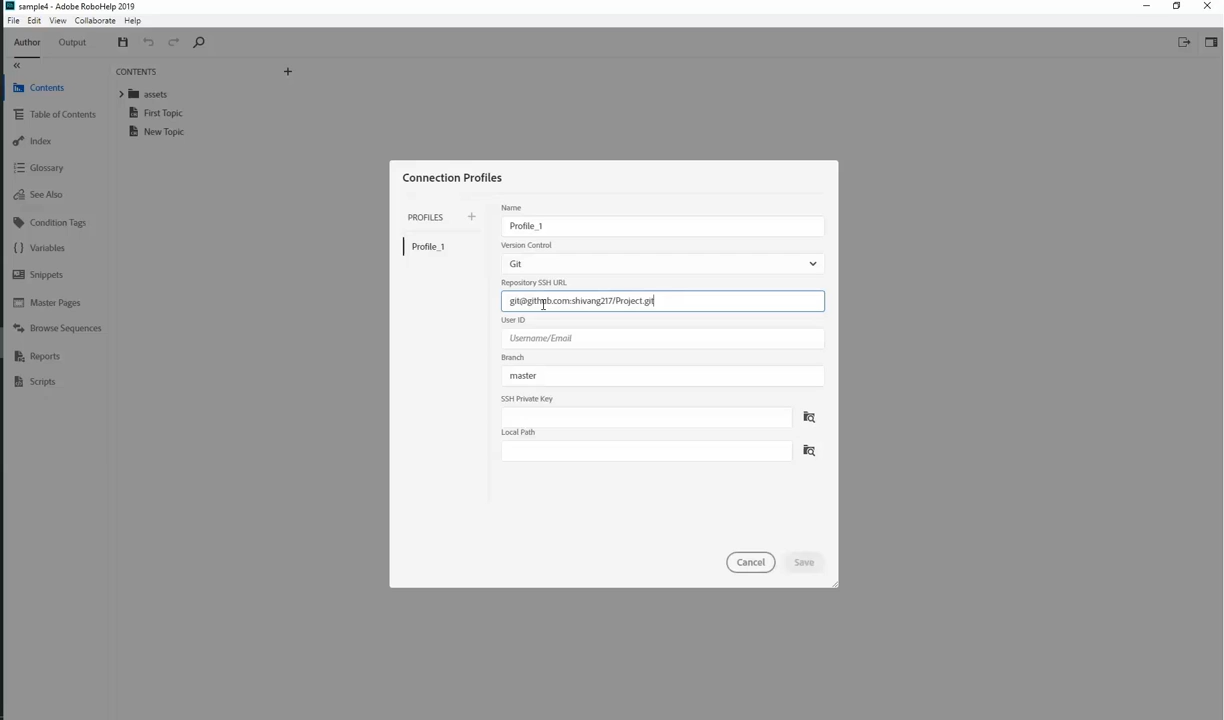 sample4 - Adobe RoboHelp 2019
File Edit View Collaborate Help
Author Output
Contents
Table of Contents
Index
Glossary
See Also
Condition Tags
Variables
Snippets
Master Pages
Browse Sequences
Reports
Scripts
CONTENTS
assets
First Topic
New Topic
Connection Profiles
PROFILES
Profile_1
Name
Profile_1
Version Control
Git
Repository SSH URL
git@github.com:shivang217/Project.git
User ID
Username/Email
Branch
master
SSH Private Key
Local Path
Cancel Save